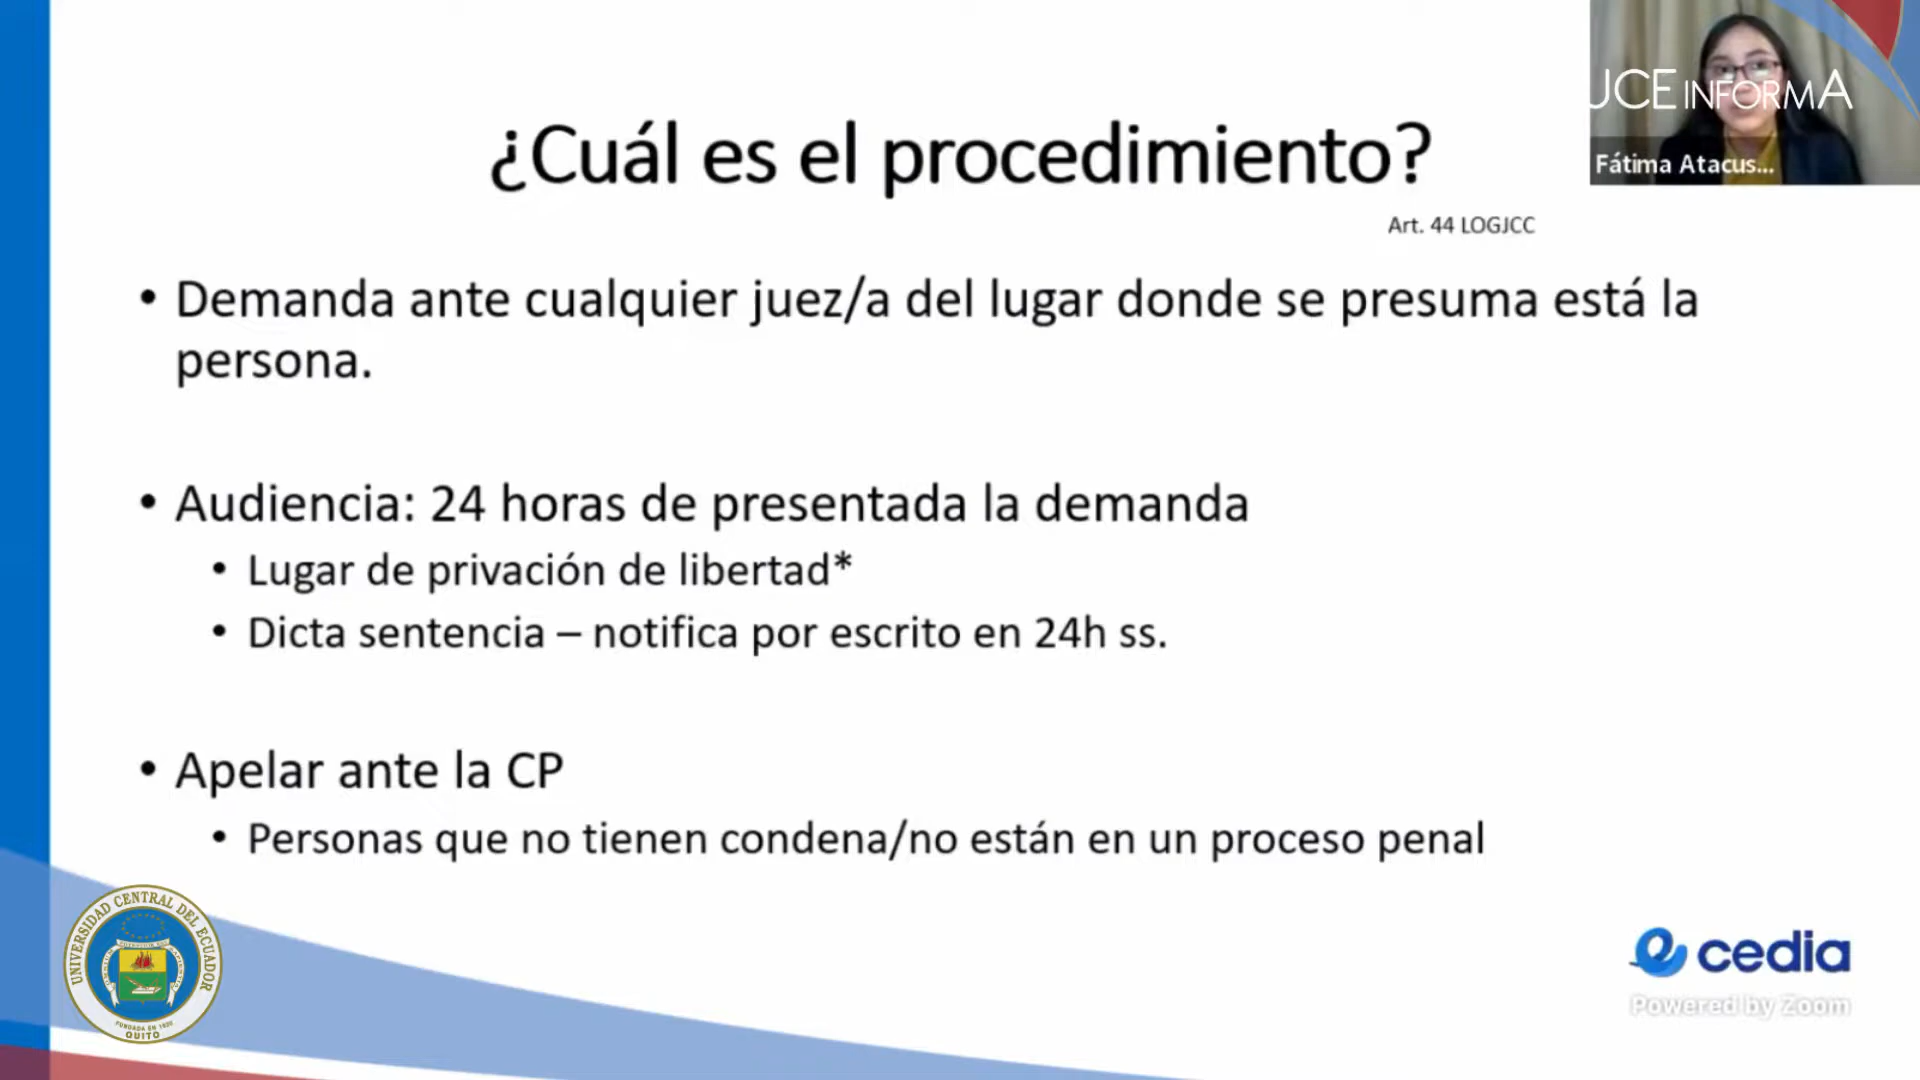 UCE INFORMA
Fátima Atacus...
¿Cuál es el procedimiento?
Art. 44 LOGJCC
• Demanda ante cualquier juez/a del lugar donde se presuma está la
persona.
• Audiencia: 24 horas de presentada la demanda
• Lugar de privación de libertad*
• Dicta sentencia – notifica por escrito en 24h ss.
• Apelar ante la CP
• Personas que no tienen condena/no están en un proceso penal
UNIVERSIDAD CENTRAL DEL ECUADOR
QUITO
cedia
Powered by Zoom